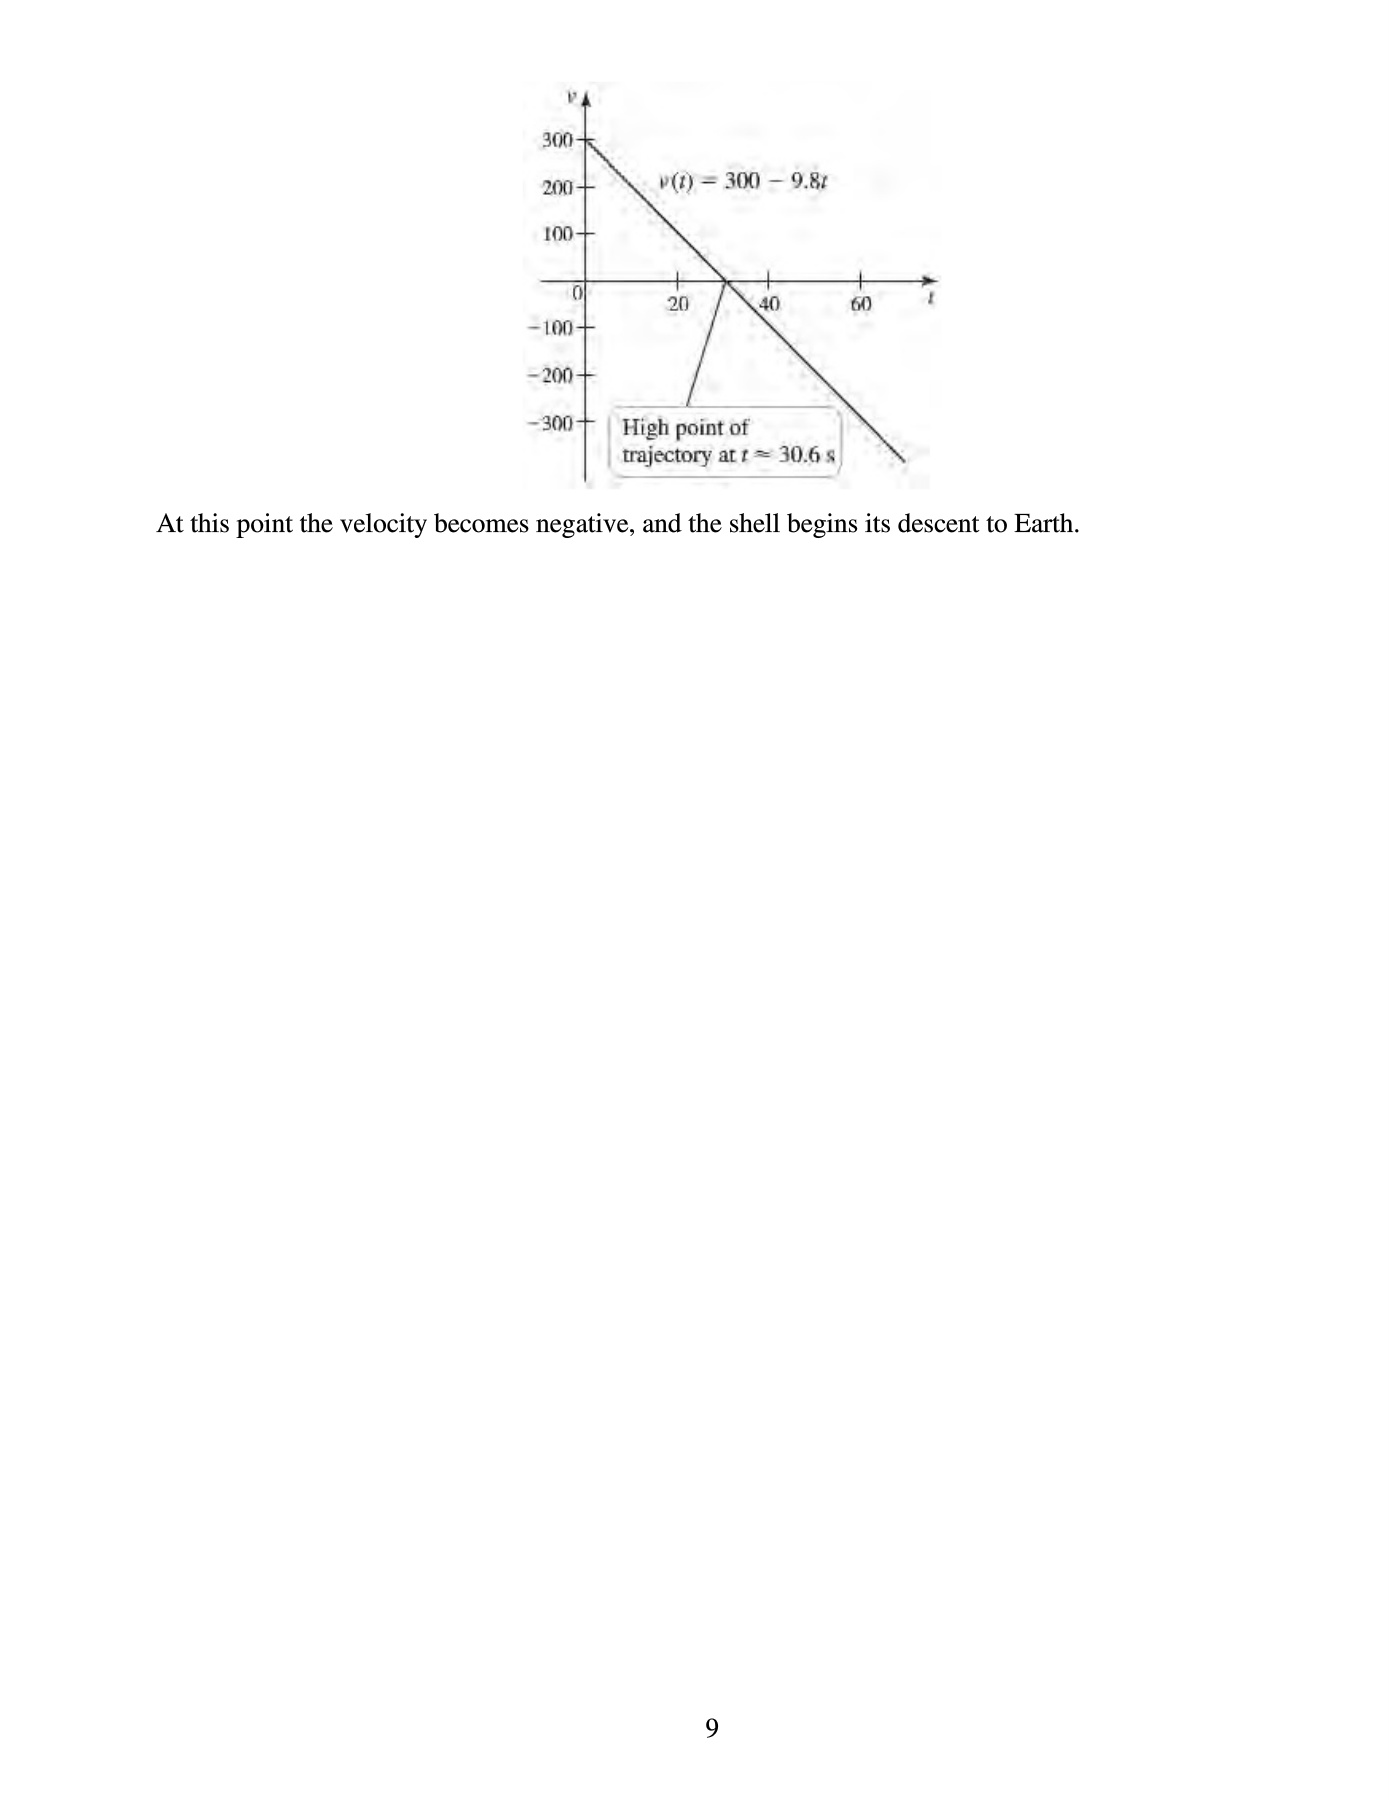 v
300
v(t) = 300 − 9.8t
200
100
0
20
40
60
t
−100
−200
−300
High point of
trajectory at t ≈ 30.6 s
At this point the velocity becomes negative, and the shell begins its descent to Earth.
9